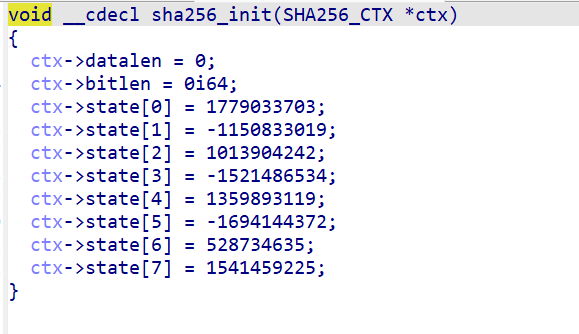 void __cdecl sha256_init(SHA256_CTX *ctx)
{
  ctx->datalen = 0;
  ctx->bitlen = 0i64;
  ctx->state[0] = 1779033703;
  ctx->state[1] = -1150833019;
  ctx->state[2] = 1013904242;
  ctx->state[3] = -1521486534;
  ctx->state[4] = 1359893119;
  ctx->state[5] = -1694144372;
  ctx->state[6] = 528734635;
  ctx->state[7] = 1541459225;
}